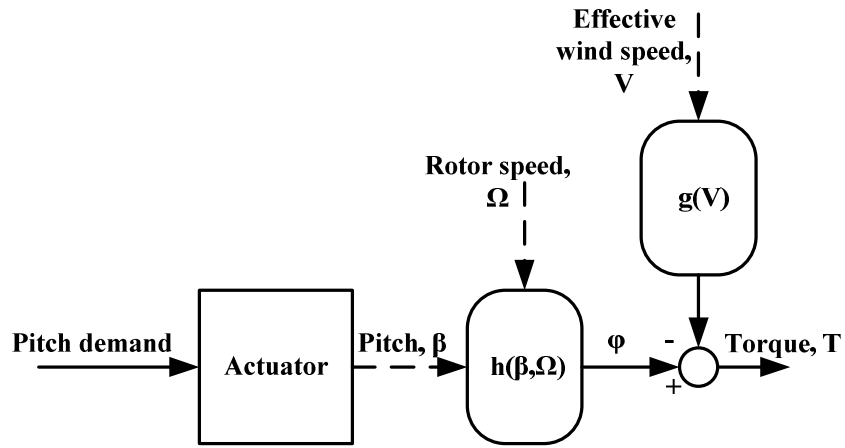 Effective
wind speed,
V
Rotor speed,
Ω
g(V)
Pitch demand
Actuator
Pitch, β
h(β,Ω)
φ
-
+
Torque, T